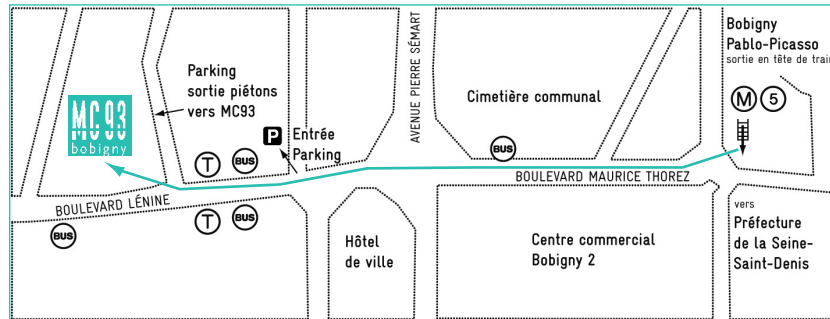 MC93
bobigny
Parking
sortie piétons
vers MC93
T
BUS
P
Entrée
Parking
AVENUE PIERRE SÉMART
Cimetière communal
BUS
Bobigny
Pablo-Picasso
sortie en tête de train
M 5
BOULEVARD MAURICE THOREZ
BOULEVARD LÉNINE
T
BUS
BUS
Hôtel
de ville
Centre commercial
Bobigny 2
vers
Préfecture
de la Seine-
Saint-Denis